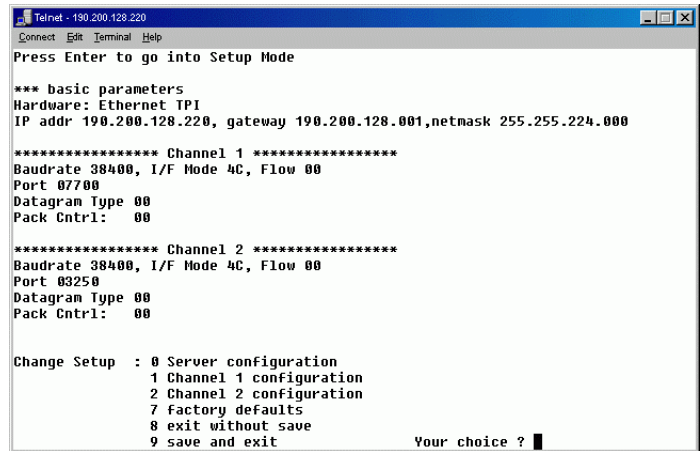 Telnet - 190.200.128.220
Connect Edit Terminal Help
Press Enter to go into Setup Mode
*** basic parameters
Hardware: Ethernet TPI
IP addr 190.200.128.220, gateway 190.200.128.001,netmask 255.255.224.000
***************** Channel 1 *****************
Baudrate 38400, I/F Mode 4C, Flow 00
Port 07700
Datagram Type 00
Pack Cntrl: 00
***************** Channel 2 *****************
Baudrate 38400, I/F Mode 4C, Flow 00
Port 03250
Datagram Type 00
Pack Cntrl: 00
Change Setup : 0 Server configuration
1 Channel 1 configuration
2 Channel 2 configuration
7 factory defaults
8 exit without save
9 save and exit Your choice ?